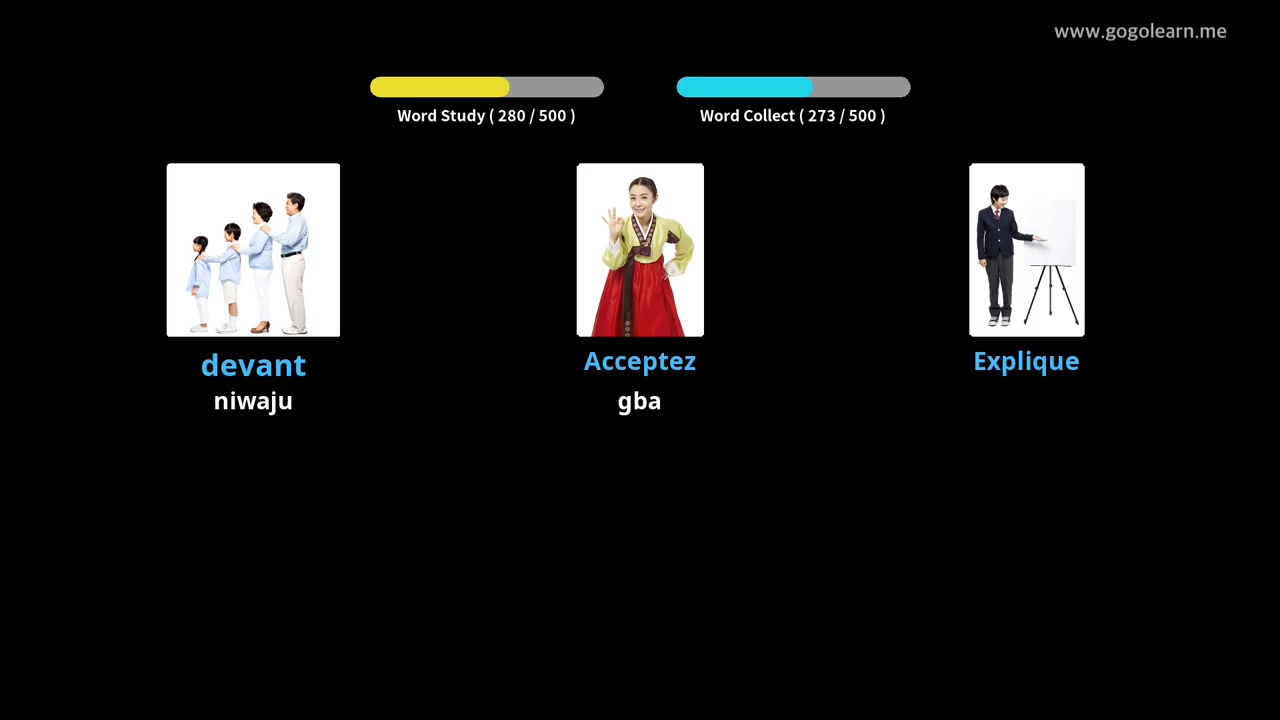 www.gogolearn.me
Word Study ( 280 / 500 )
Word Collect ( 273 / 500 )
devant
niwaju
Acceptez
gba
Explique